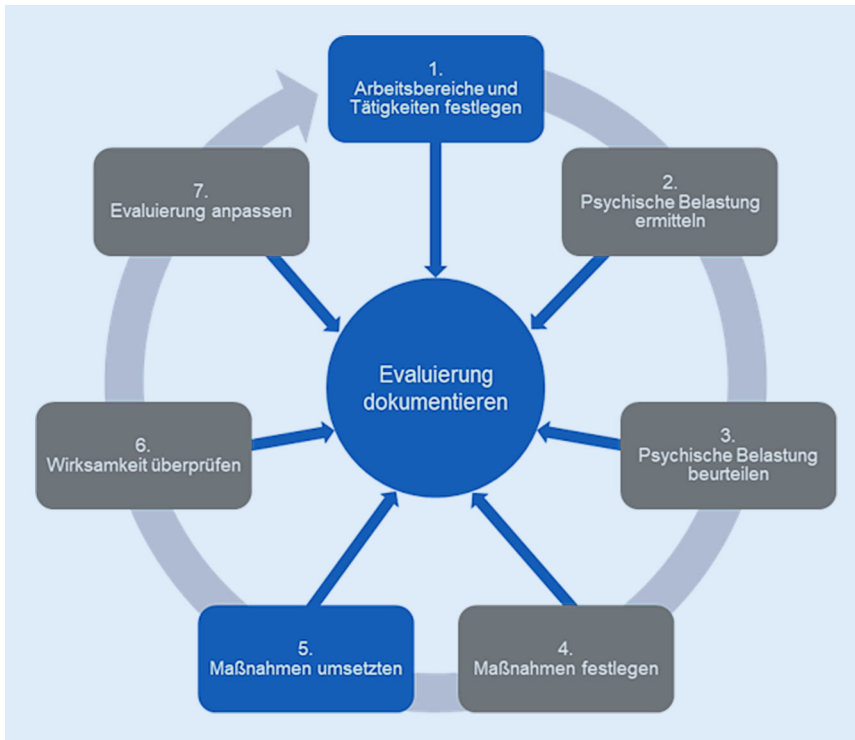 1.
Arbeitsbereiche und
Tätigkeiten festlegen
2.
Psychische Belastung
ermitteln
3.
Psychische Belastung
beurteilen
4.
Maßnahmen festlegen
5.
Maßnahmen umsetzten
6.
Wirksamkeit überprüfen
7.
Evaluierung anpassen
Evaluierung
dokumentieren